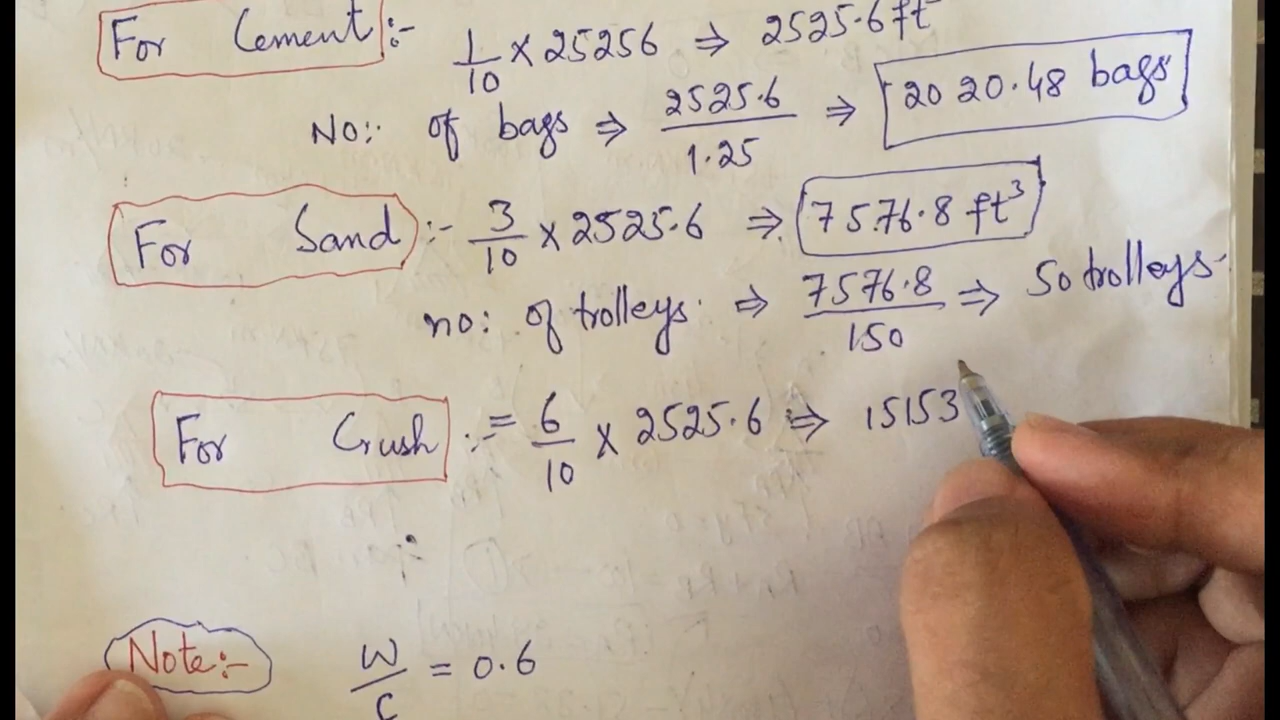 For Cement :- 1/10 × 25256 ⇒ 2525.6 ft
No:. of bags ⇒ 2525.6/1.25 ⇒ 2020.48 bags
For Sand :- 3/10 × 2525.6 ⇒ 7576.8 ft³
no: of trolleys. ⇒ 7576.8/150 ⇒ 50 trolleys.
For Crush :-= 6/10 × 2525.6 ⇒ 15153
Note:- W/C = 0.6